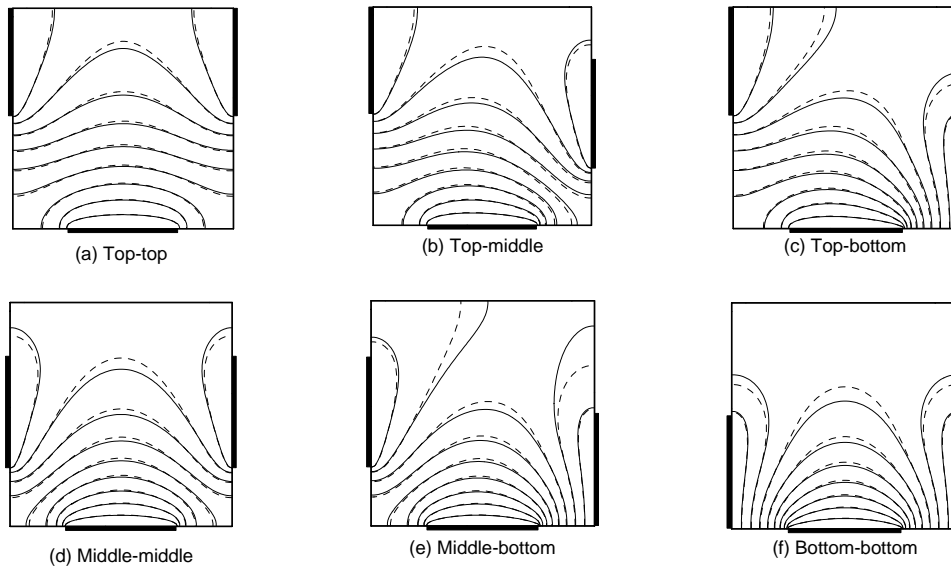 (a) Top-top
(b) Top-middle
(c) Top-bottom
(d) Middle-middle
(e) Middle-bottom
(f) Bottom-bottom